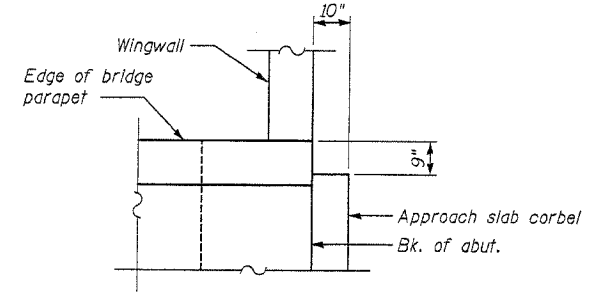 10"
Wingwall
Edge of bridge
parapet
9"
Approach slab corbel
Bk. of abut.